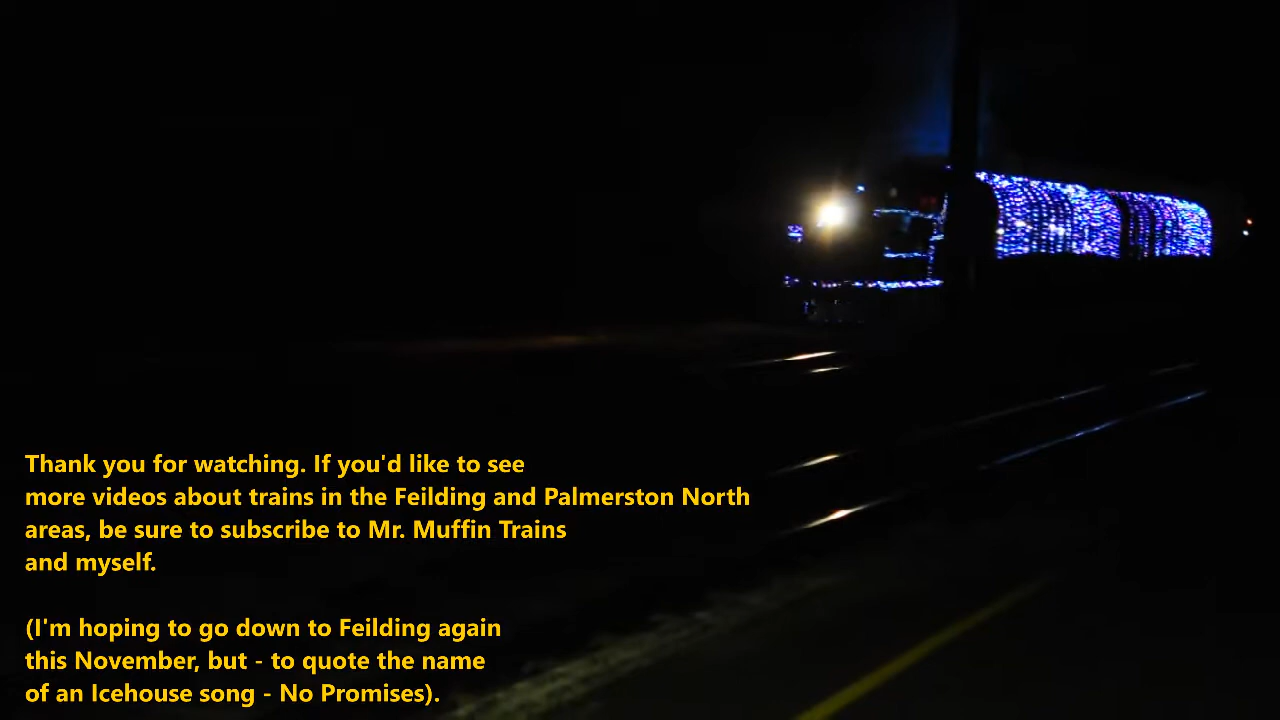 Thank you for watching. If you'd like to see
more videos about trains in the Feilding and Palmerston North
areas, be sure to subscribe to Mr. Muffin Trains
and myself.
(I'm hoping to go down to Feilding again
this November, but - to quote the name
of an Icehouse song - No Promises).